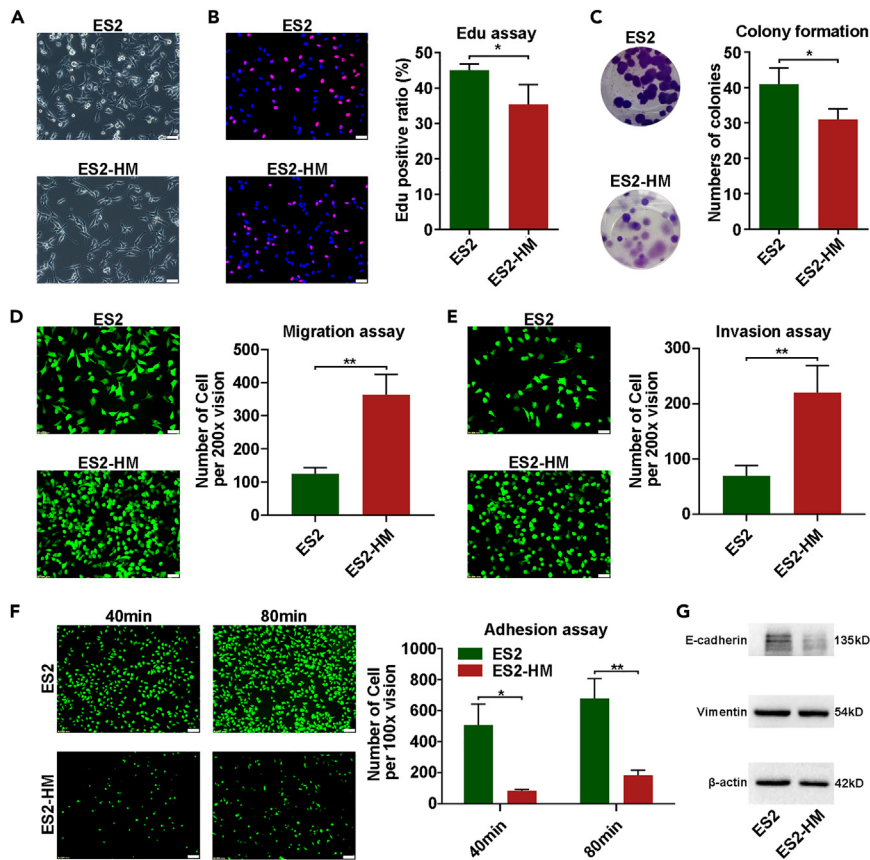 A
ES2
ES2-HM
B
ES2
ES2-HM
Edu assay
*
Edu positive ratio (%)
50
40
30
20
10
0
ES2
ES2-HM
C
ES2
ES2-HM
Colony formation
*
Numbers of colonies
50
40
30
20
10
0
ES2
ES2-HM
D
ES2
ES2-HM
Migration assay
**
Number of Cell
per 200x vision
500
400
300
200
100
0
ES2
ES2-HM
E
ES2
ES2-HM
Invasion assay
**
Number of Cell
per 200x vision
300
200
100
0
ES2
ES2-HM
F
40min
80min
ES2
ES2-HM
Adhesion assay
ES2
ES2-HM
*
**
Number of Cell
per 100x vision
1000
800
600
400
200
0
40min
80min
G
E-cadherin
135kD
Vimentin
54kD
β-actin
42kD
ES2
ES2-HM